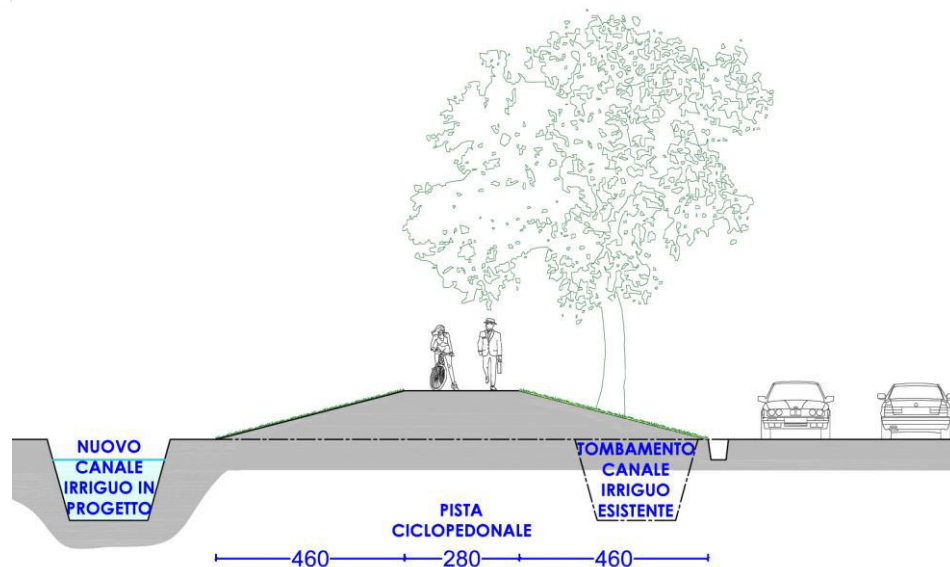 NUOVO
CANALE
IRRIGUO IN
PROGETTO
TOMBAMENTO
CANALE
IRRIGUO
ESISTENTE
PISTA
CICLOPEDONALE
460
280
460